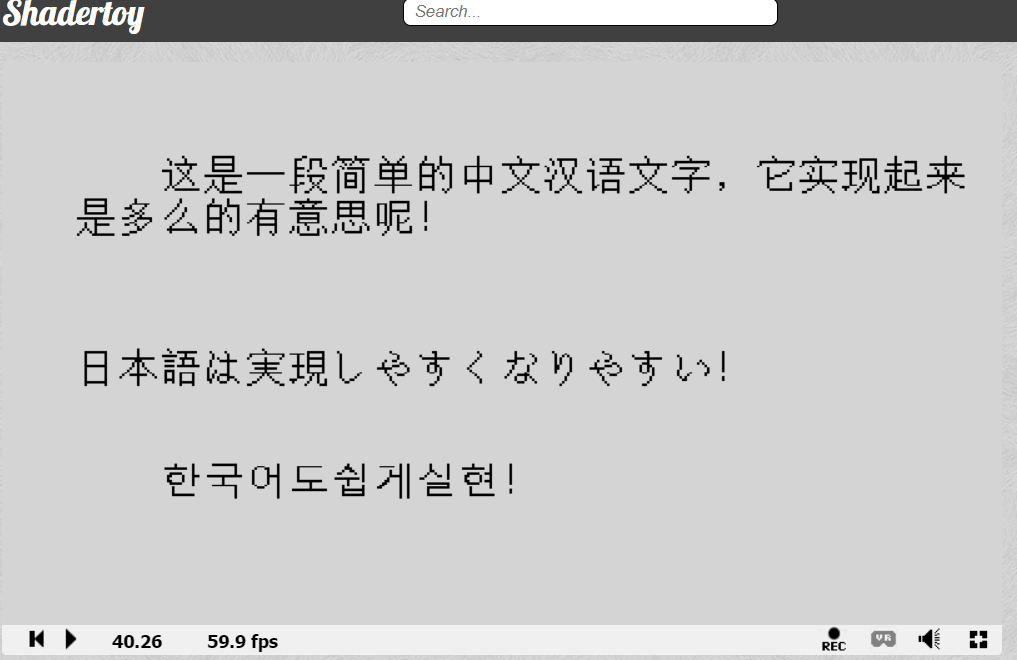 Shadertoy
Search...
这是一段简单的中文汉语文字，它实现起来
是多么的有意思呢!
日本語は実現しやすくなりやすい!
한국어도쉽게실현!
40.26 59.9 fps REC VR